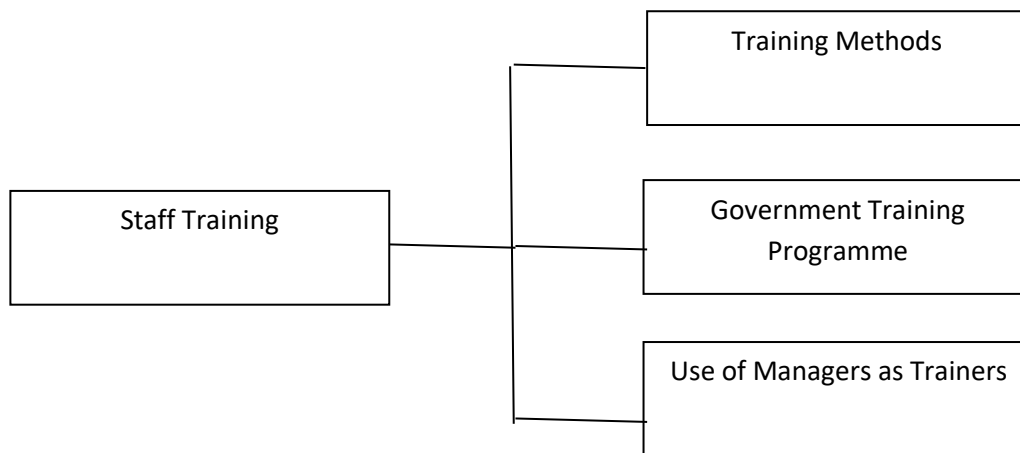 Training Methods
Staff Training
Government Training
Programme
Use of Managers as Trainers